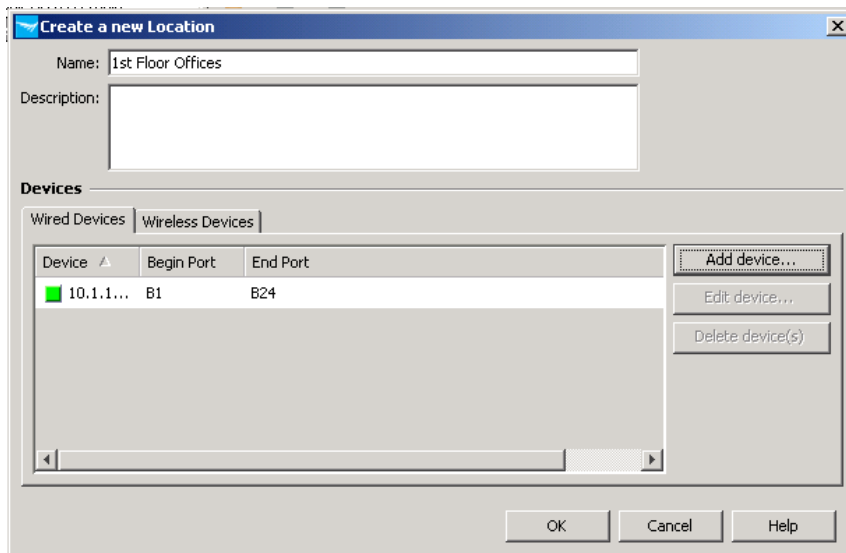 Create a new Location
Name: 1st Floor Offices
Description:
Devices
Wired Devices Wireless Devices
Device Begin Port End Port
10.1.1... B1 B24
Add device...
Edit device...
Delete device(s)
OK Cancel Help